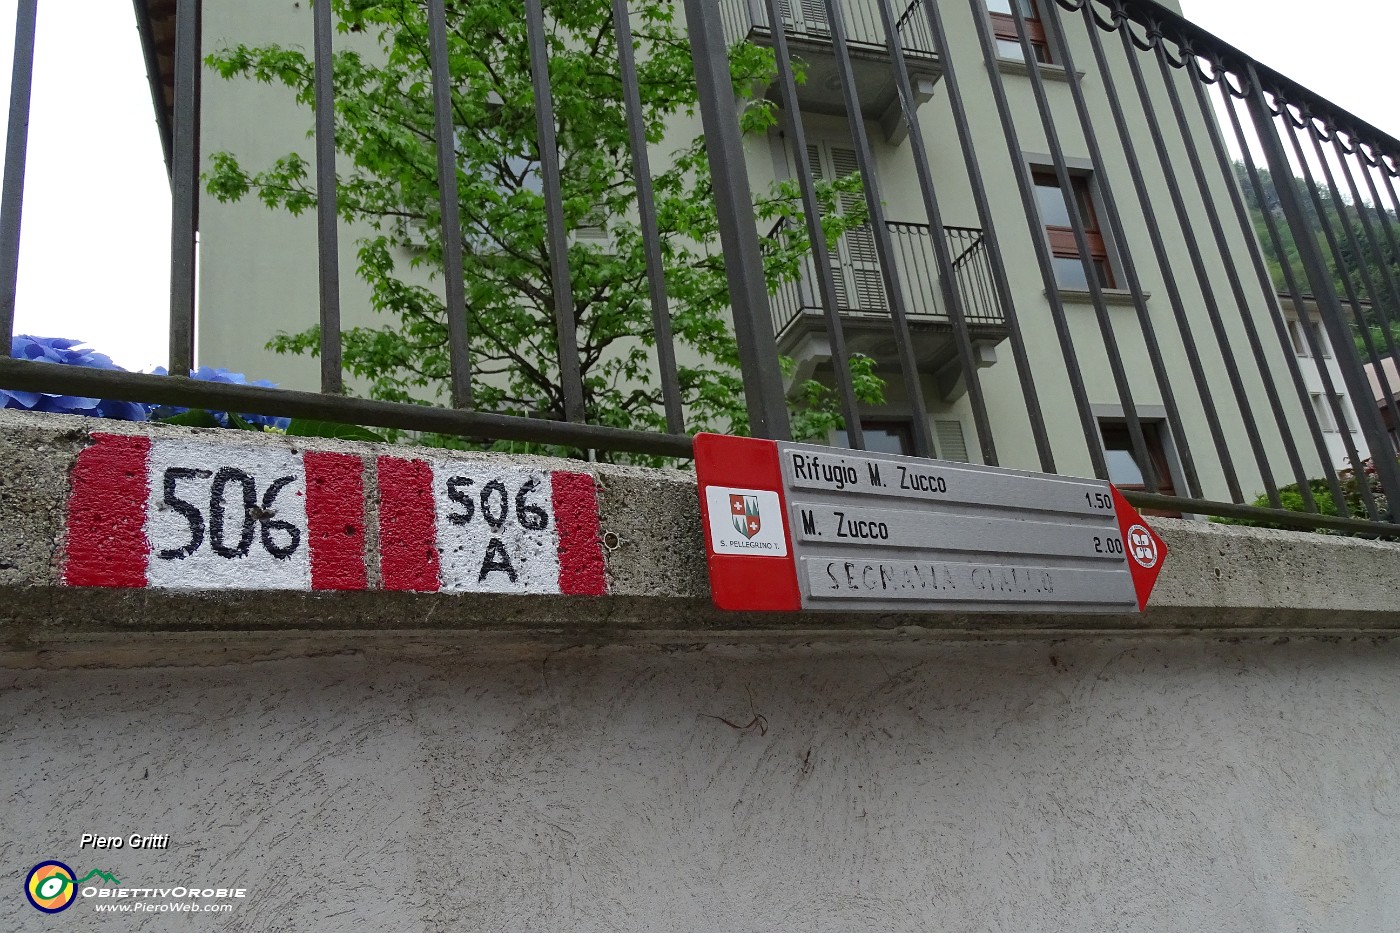 506
506
A
Rifugio M. Zucco 1.50
M. Zucco 2.00
SEGNAVIA GIALLO
S. PELLEGRINO T.
Piero Gritti
OBIETTIVOROBIE
www.PieroWeb.com